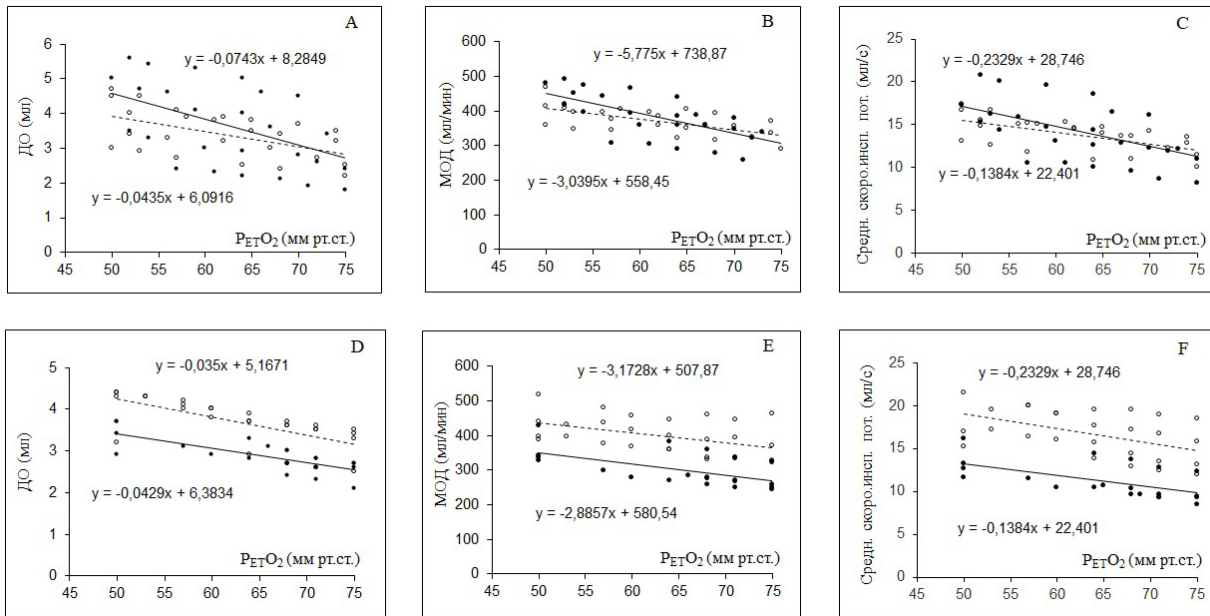 A
ДО (мл)
6
5
4
3
2
1
0
y = -0,0743x + 8,2849
y = -0,0435x + 6,0916
PETO2 (мм рт.ст.)
45 50 55 60 65 70 75
B
МОД (мл/мин)
600
500
400
300
200
100
0
y = -5,775x + 738,87
y = -3,0395x + 558,45
PETO2 (мм рт.ст.)
45 50 55 60 65 70 75
C
Средн. скоро.инсп. пот. (мл/с)
25
20
15
10
5
0
y = -0,2329x + 28,746
y = -0,1384x + 22,401
PETO2 (мм рт.ст.)
45 50 55 60 65 70 75
D
ДО (мл)
5
4
3
2
1
0
y = -0,035x + 5,1671
y = -0,0429x + 6,3834
PETO2 (мм рт.ст.)
45 50 55 60 65 70 75
E
МОД (мл/мин)
600
500
400
300
200
100
0
y = -3,1728x + 507,87
y = -2,8857x + 580,54
PETO2 (мм рт.ст.)
45 50 55 60 65 70 75
F
Средн. скоро.инсп. пот. (мл/с)
25
20
15
10
5
0
y = -0,2329x + 28,746
y = -0,1384x + 22,401
PETO2 (мм рт.ст.)
45 50 55 60 65 70 75